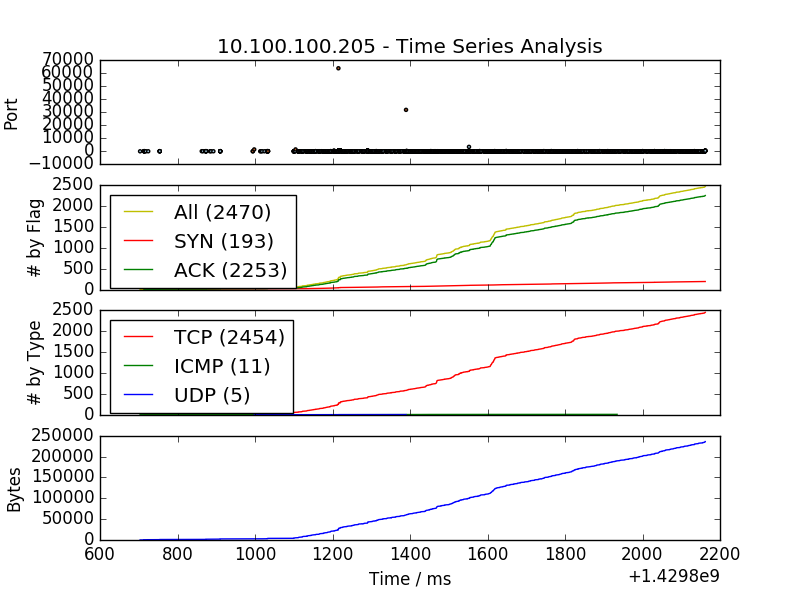 10.100.100.205 - Time Series Analysis
70000
60000
50000
40000
30000
20000
10000
0
−10000
Port
2500
2000
1500
1000
500
0
# by Flag
All (2470)
SYN (193)
ACK (2253)
2500
2000
1500
1000
500
0
# by Type
TCP (2454)
ICMP (11)
UDP (5)
250000
200000
150000
100000
50000
0
Bytes
600 800 1000 1200 1400 1600 1800 2000 2200
Time / ms
+1.4298e9